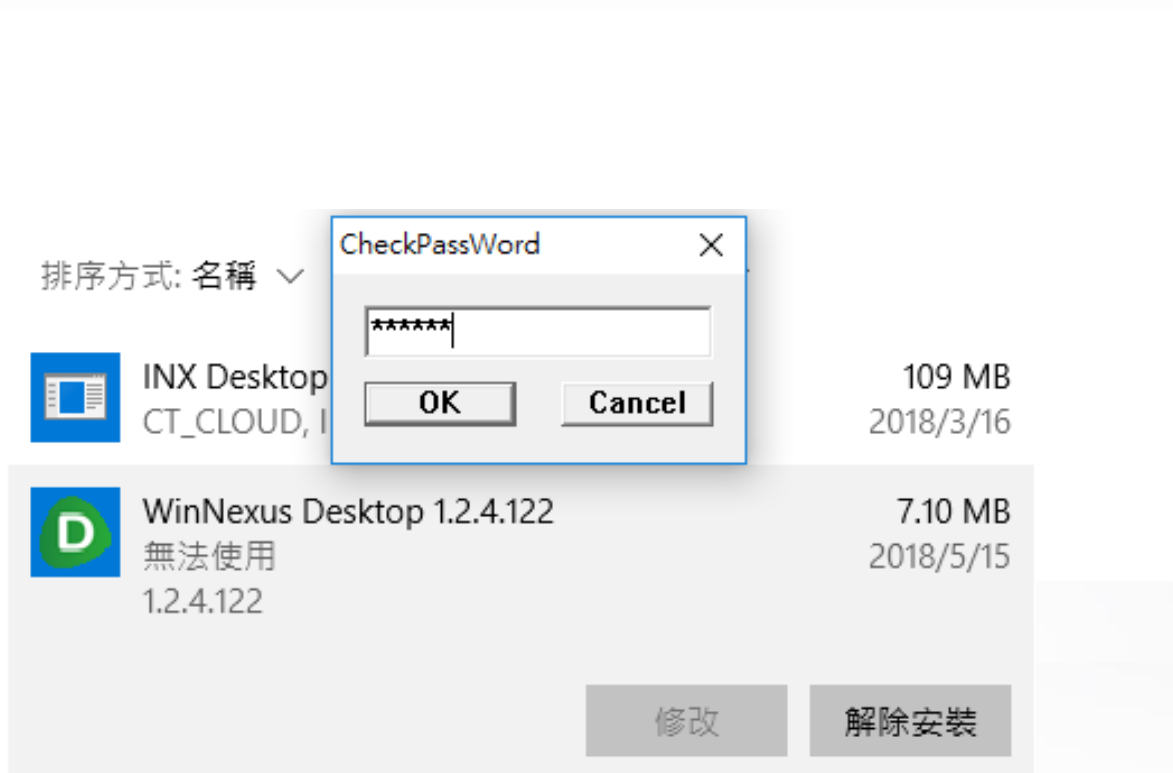 CheckPassWord
排序方式: 名稱
******
OK
Cancel
INX Desktop
109 MB
CT_CLOUD, I
2018/3/16
D
WinNexus Desktop 1.2.4.122
7.10 MB
無法使用
2018/5/15
1.2.4.122
修改
解除安裝